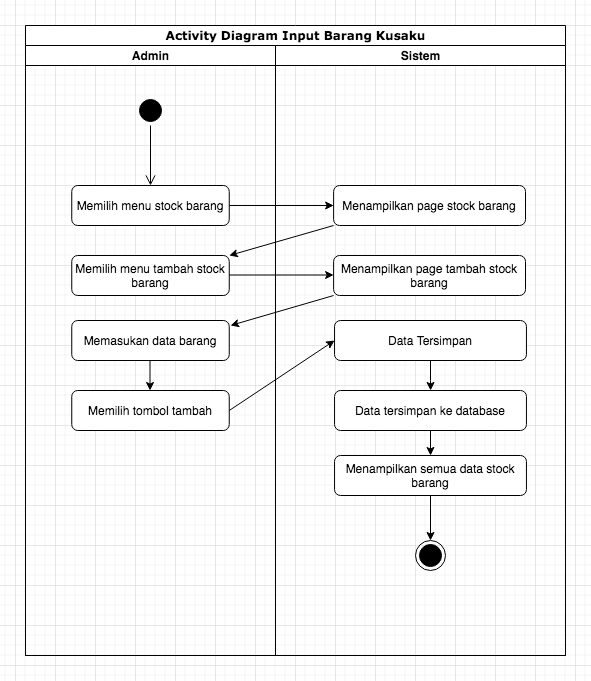 Activity Diagram Input Barang Kusaku
Admin
Sistem
Memilih menu stock barang
Menampilkan page stock barang
Memilih menu tambah stock
barang
Menampilkan page tambah stock
barang
Memasukan data barang
Data Tersimpan
Memilih tombol tambah
Data tersimpan ke database
Menampilkan semua data stock
barang